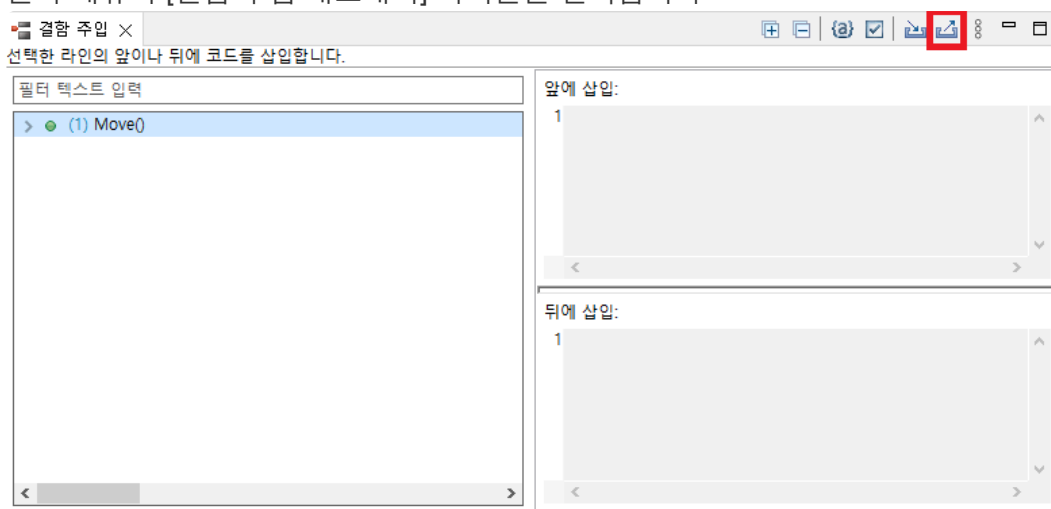 결함 주입
선택한 라인의 앞이나 뒤에 코드를 삽입합니다.
필터 텍스트 입력
(1) Move()
앞에 삽입:
1
뒤에 삽입:
1